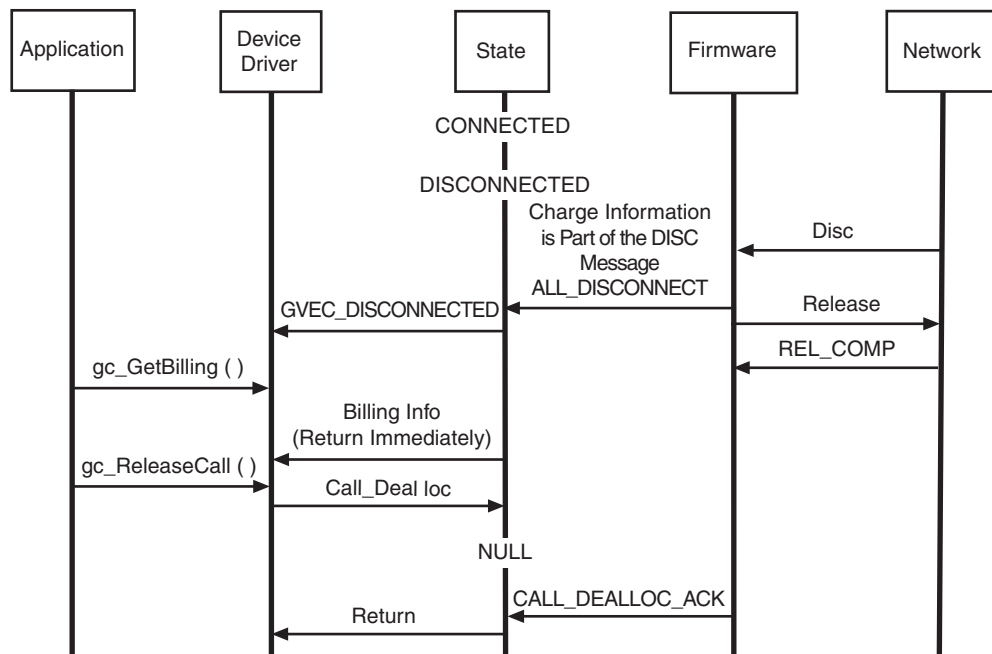 Application
Device
Driver
State
Firmware
Network
CONNECTED
DISCONNECTED
Charge Information
is Part of the DISC
Message
Disc
ALL_DISCONNECT
GVEC_DISCONNECTED
Release
REL_COMP
gc_GetBilling ( )
Billing Info
(Return Immediately)
gc_ReleaseCall ( )
Call_Deal loc
NULL
CALL_DEALLOC_ACK
Return